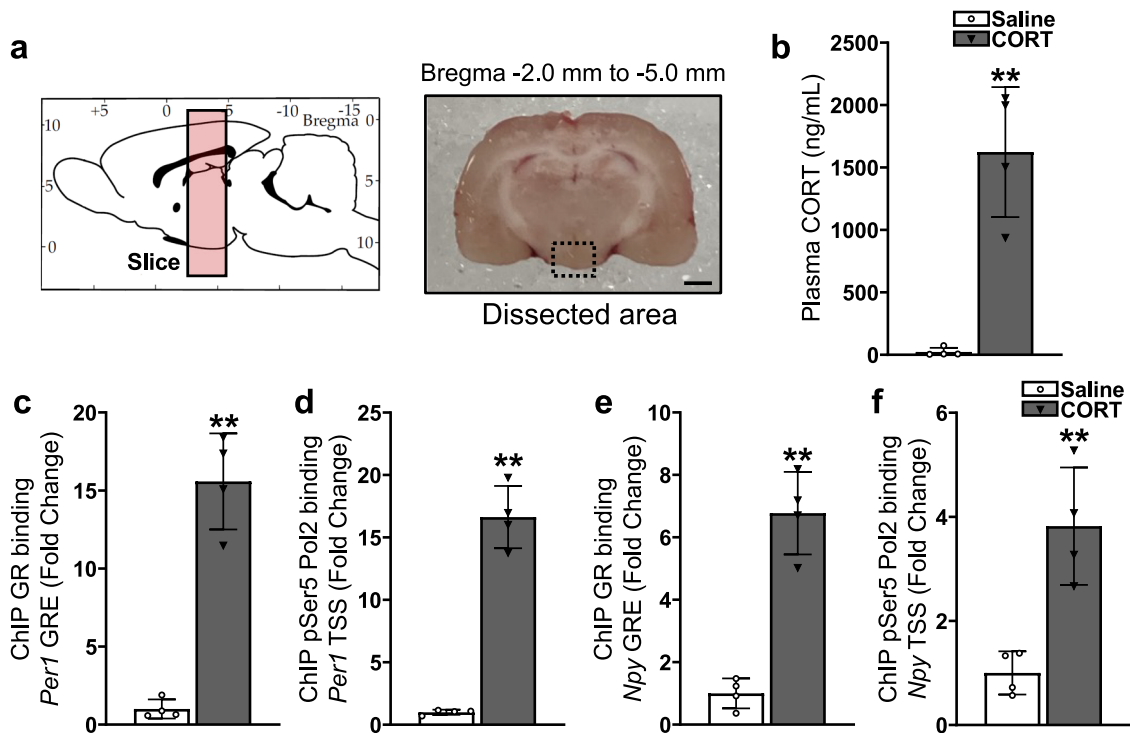 a
+5
0
-5
-10
-15
Bregma
-10
-5
-0
0
5
10
Slice
Bregma -2.0 mm to -5.0 mm
Dissected area
b
Saline
CORT
Plasma CORT (ng/mL)
2500
2000
1500
1000
500
0
**
c
ChIP GR binding
Per1 GRE (Fold Change)
20
15
10
5
0
**
d
ChIP pSer5 Pol2 binding
Per1 TSS (Fold Change)
25
20
15
10
5
0
**
e
ChIP GR binding
Npy GRE (Fold Change)
10
8
6
4
2
0
**
f
Saline
CORT
ChIP pSer5 Pol2 binding
Npy TSS (Fold Change)
6
4
2
0
**